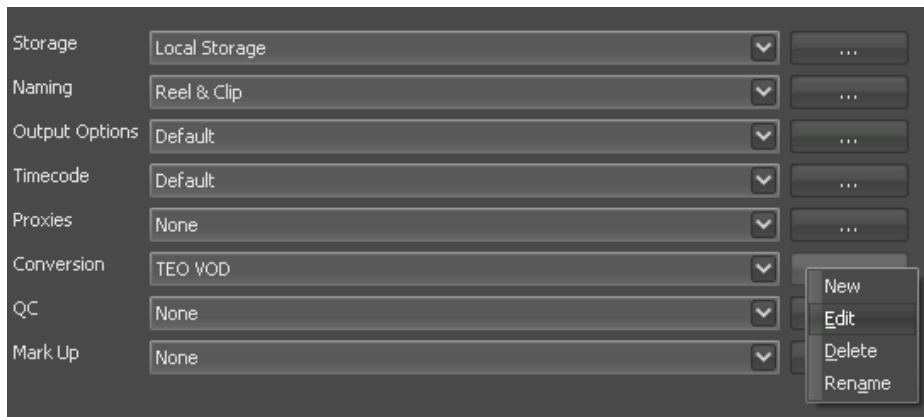 Storage Local Storage ...
Naming Reel & Clip ...
Output Options Default ...
Timecode Default ...
Proxies None ...
Conversion TEO VOD
New
QC None
Edit
Mark Up None
Delete
Rename